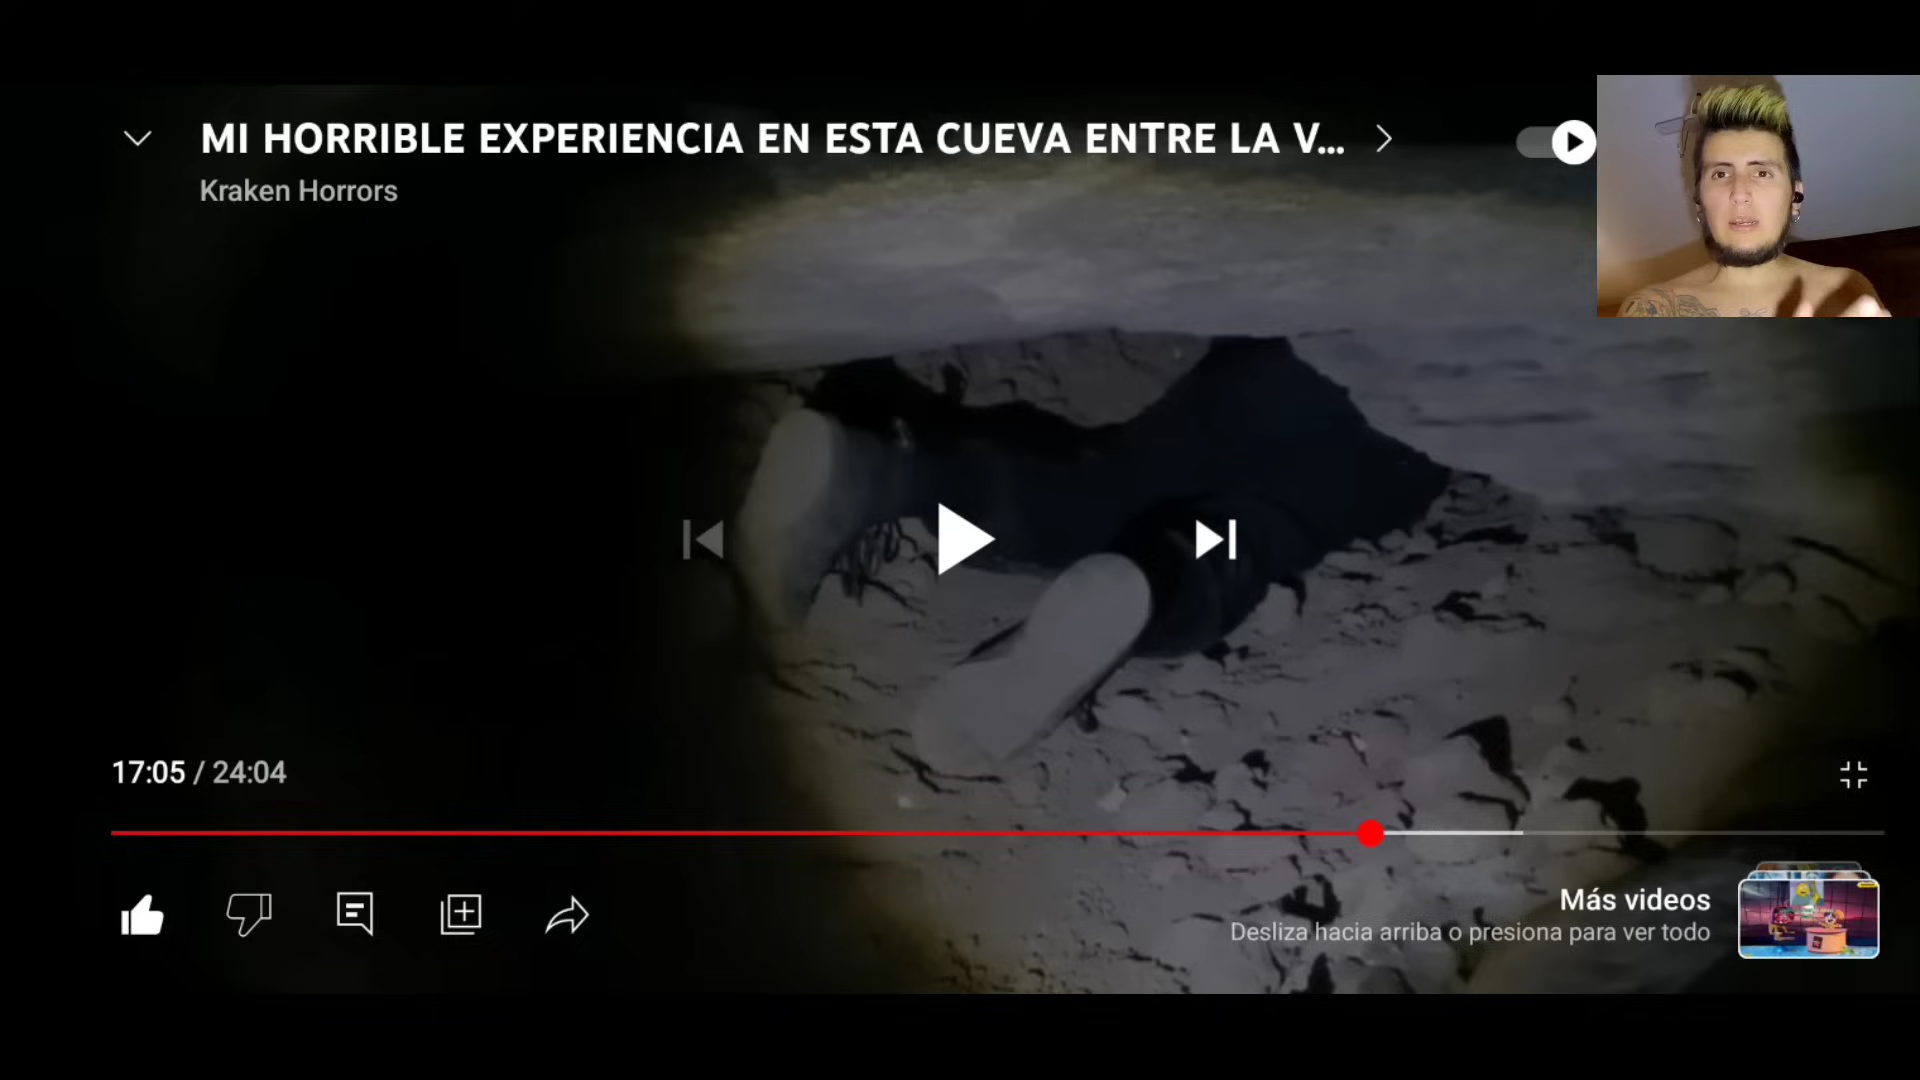 MI HORRIBLE EXPERIENCIA EN ESTA CUEVA ENTRE LA V...
Kraken Horrors
17:05 / 24:04
Más videos
Desliza hacia arriba o presiona para ver todo